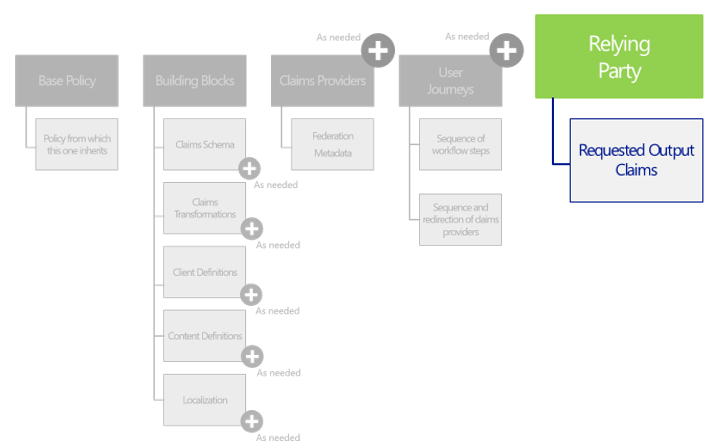 As needed
As needed
Base Policy
Building Blocks
Claims Providers
User
Journeys
Relying
Party
Policy from which
this one inherits
Claims Schema
As needed
Claims
Transformations
As needed
Client Definitions
As needed
Content Definitions
As needed
Localization
As needed
Federation
Metadata
Sequence of
workflow steps
Sequence and
redirection of claims
providers
Requested Output
Claims